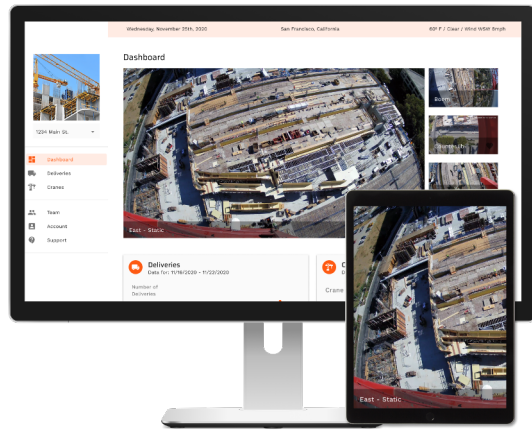 Wednesday, November 25th, 2020
San Francisco, California
60° F / Clear / Wind WSW 8mph
Dashboard
1234 Main St.
Dashboard
Deliveries
Cranes
Team
Account
Support
East - Static
Boom
Deliveries
Data for: 11/16/2020 - 11/22/2020
Number of
Deliveries
Crane
East - Static